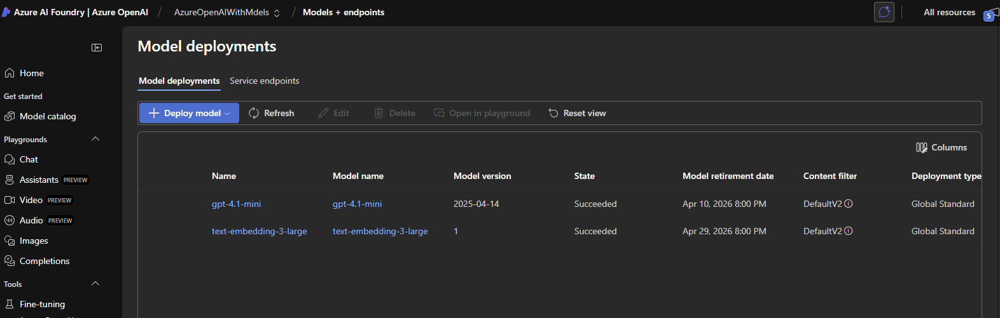 Azure AI Foundry | Azure OpenAI / AzureOpenAIWithMdels / Models + endpoints All resources 5
Model deployments
Model deployments Service endpoints
Deploy model Refresh Edit Delete Open in playground Reset view
Columns
Name Model name Model version State Model retirement date Content filter Deployment type
gpt-4.1-mini gpt-4.1-mini 2025-04-14 Succeeded Apr 10, 2026 8:00 PM DefaultV2 Global Standard
text-embedding-3-large text-embedding-3-large 1 Succeeded Apr 29, 2026 8:00 PM DefaultV2 Global Standard
Home
Get started
Model catalog
Playgrounds
Chat
Assistants PREVIEW
Video PREVIEW
Audio PREVIEW
Images
Completions
Tools
Fine-tuning